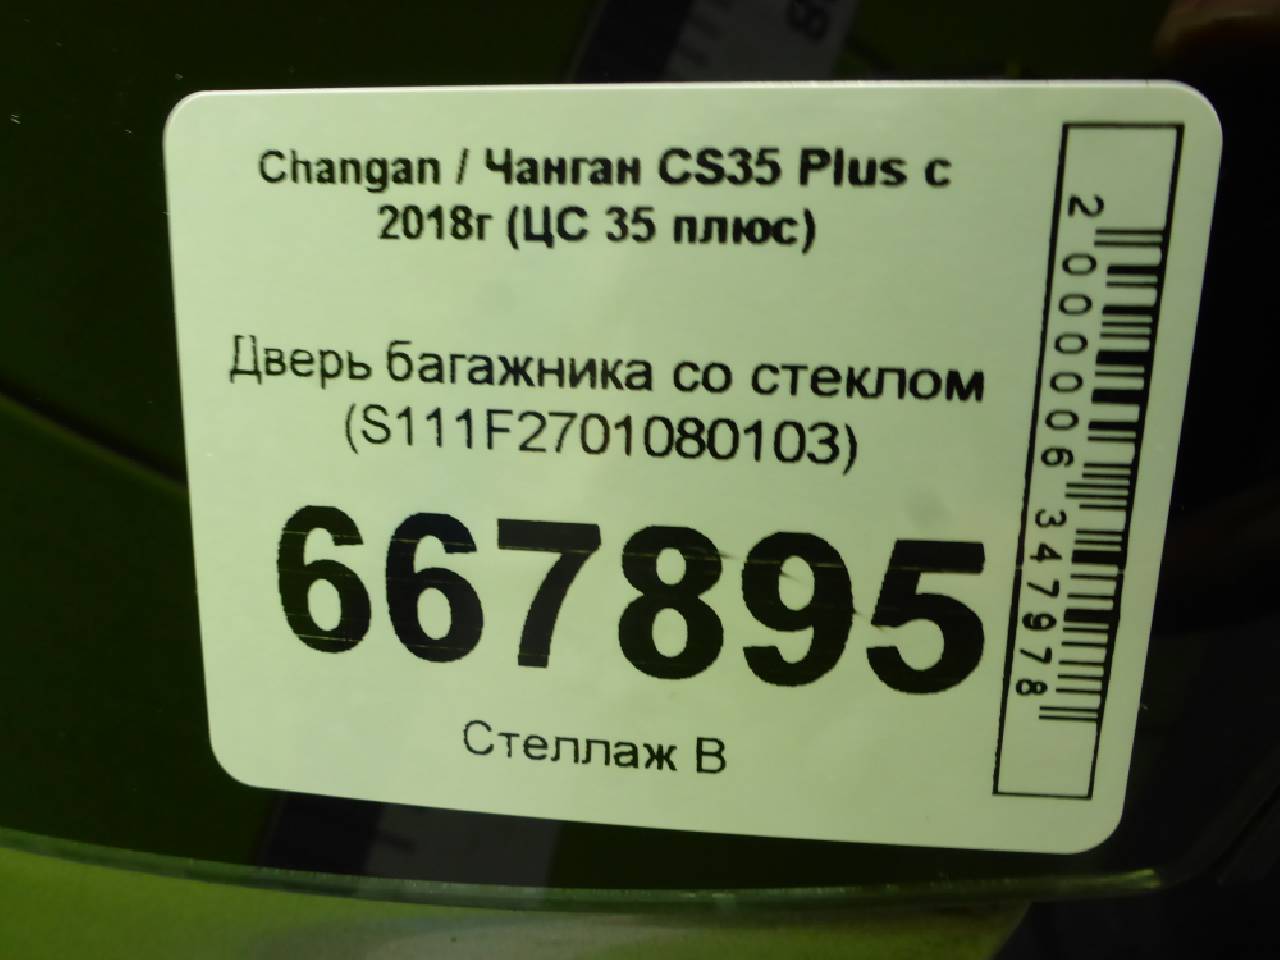 Changan / Чанган CS35 Plus с
2018г (ЦС 35 плюс)
Дверь багажника со стеклом
(S111F2701080103)
667895
Стеллаж В
2000006347978